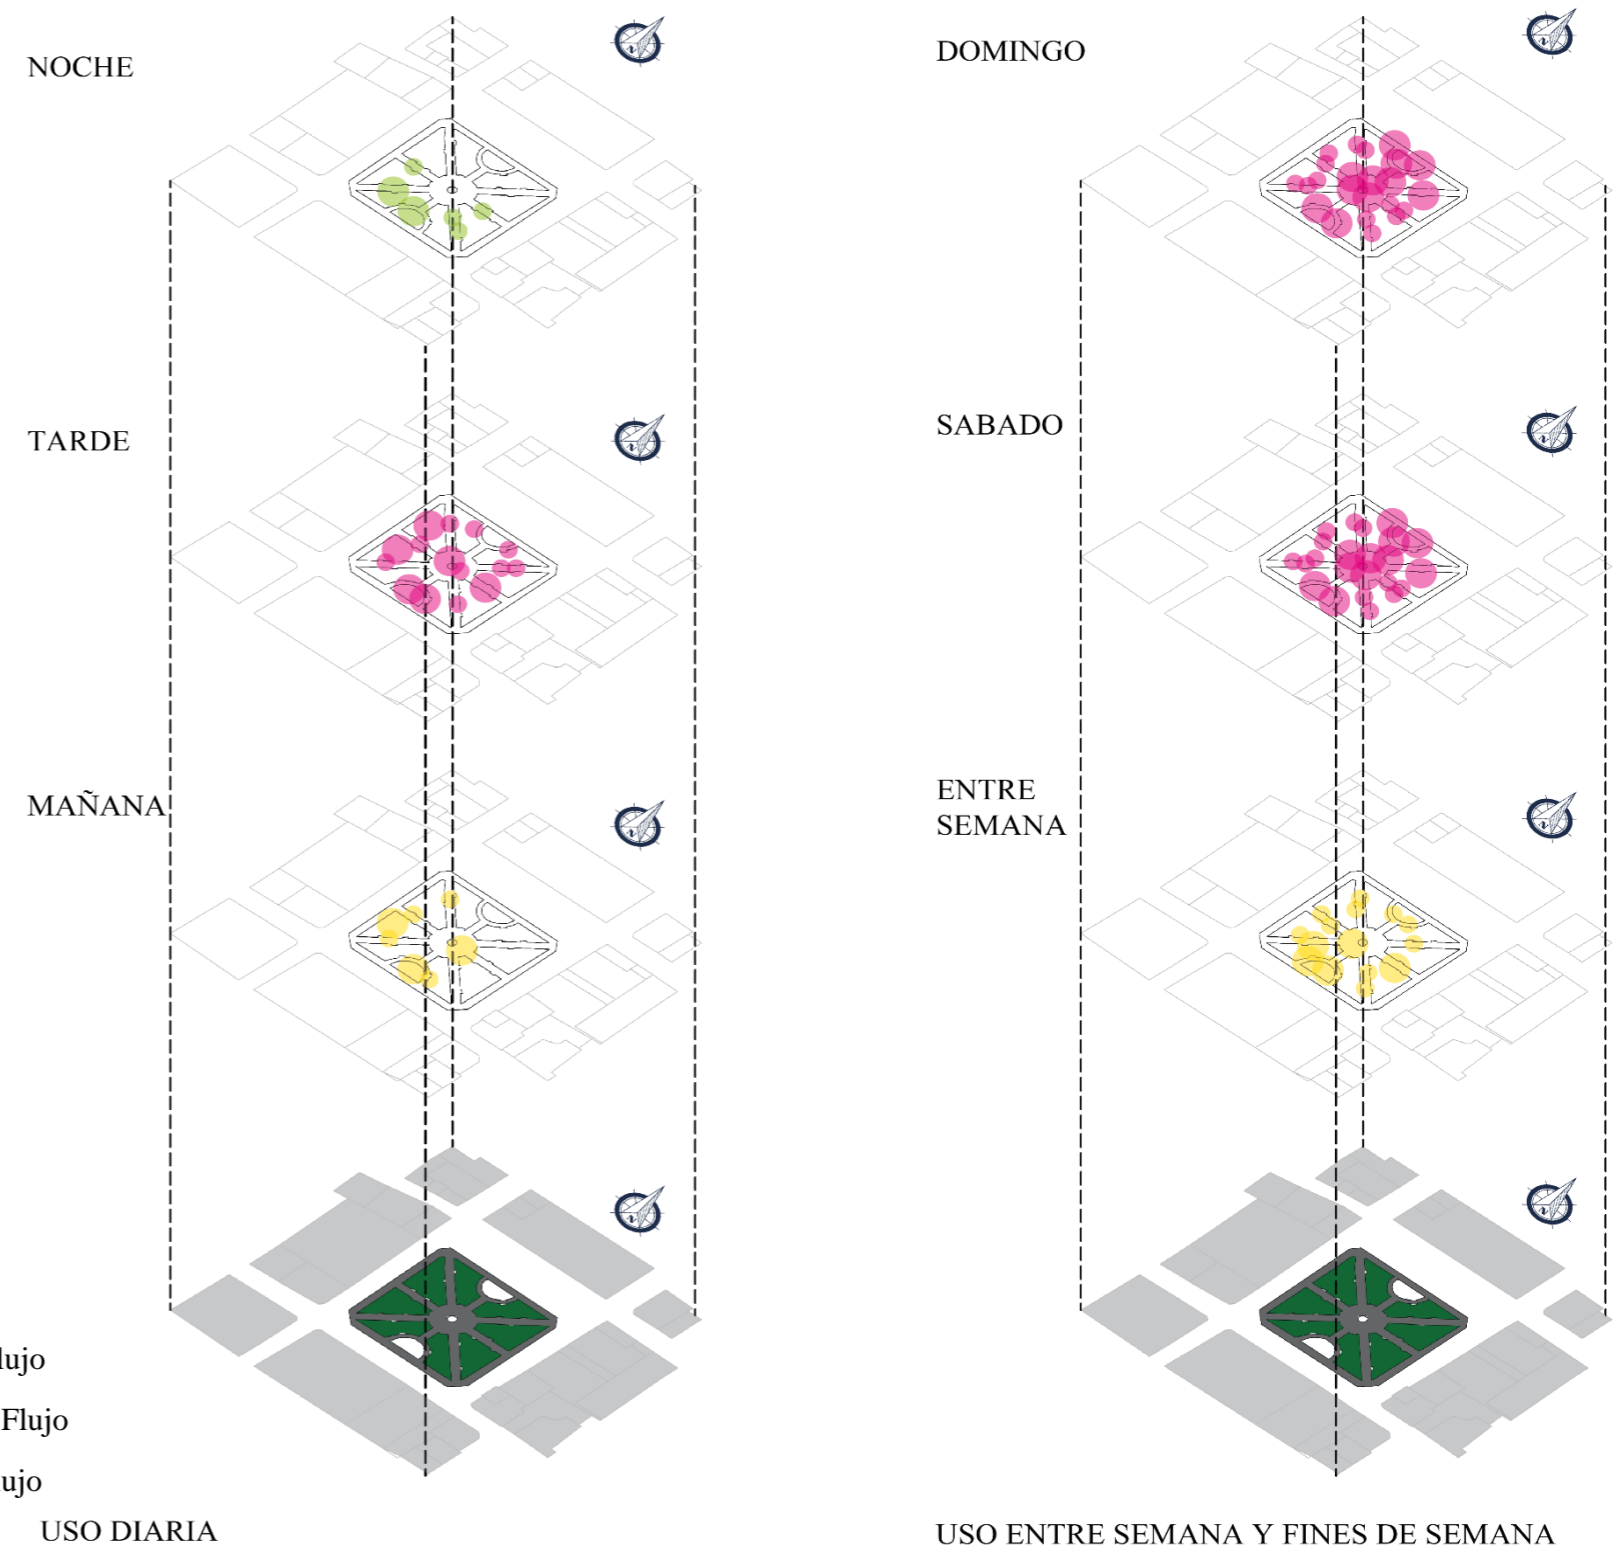 NOCHE
TARDE
MAÑANA
Flujo
USO DIARIA
DOMINGO
SABADO
ENTRE
SEMANA
USO ENTRE SEMANA Y FINES DE SEMANA